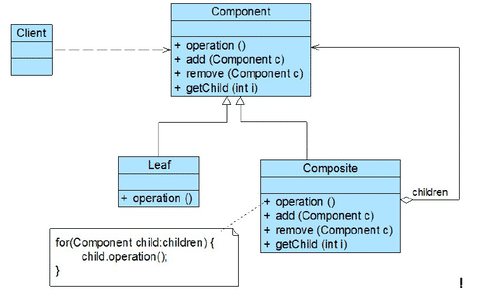 Component
Client
+ operation ()
+ add (Component c)
+ remove (Component c)
+ getChild (int i)
Leaf
+ operation ()
Composite
+ operation ()
+ add (Component c)
+ remove (Component c)
+ getChild (int i)
children
for(Component child:children) {
child.operation();
}
!